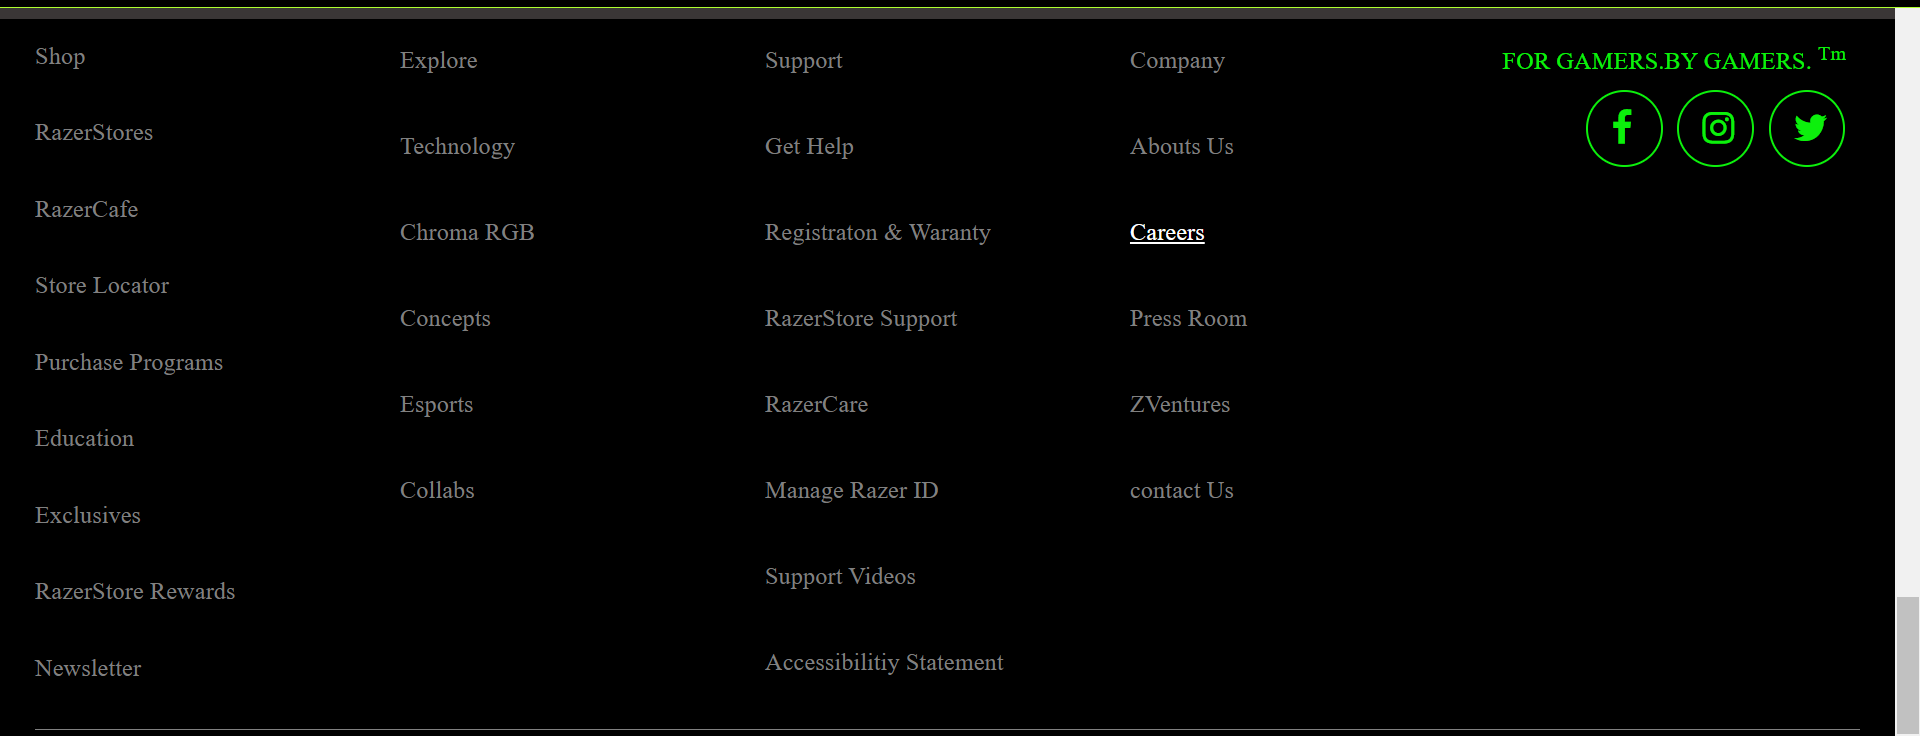 Shop
RazerStores
RazerCafe
Store Locator
Purchase Programs
Education
Exclusives
RazerStore Rewards
Newsletter
Explore
Technology
Chroma RGB
Concepts
Esports
Collabs
Support
Get Help
Registraton & Waranty
RazerStore Support
RazerCare
Manage Razer ID
Support Videos
Accessibilitiy Statement
Company
Abouts Us
Careers
Press Room
ZVentures
contact Us
FOR GAMERS.BY GAMERS. Tm